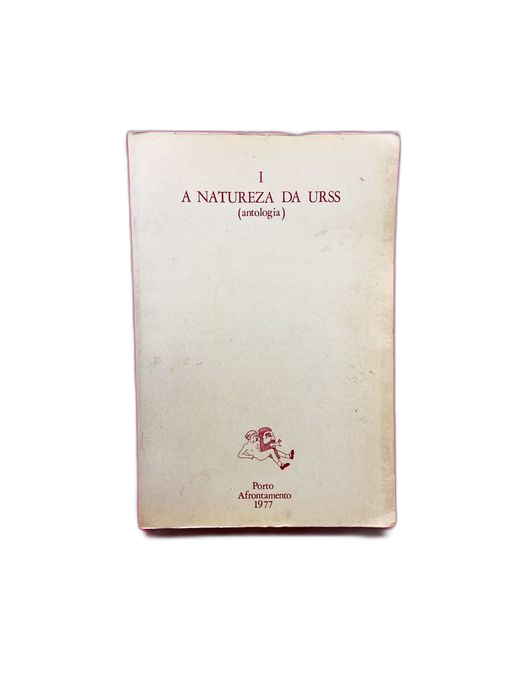 I
A NATUREZA DA URSS
(antologia)
Porto
Afrontamento
1977